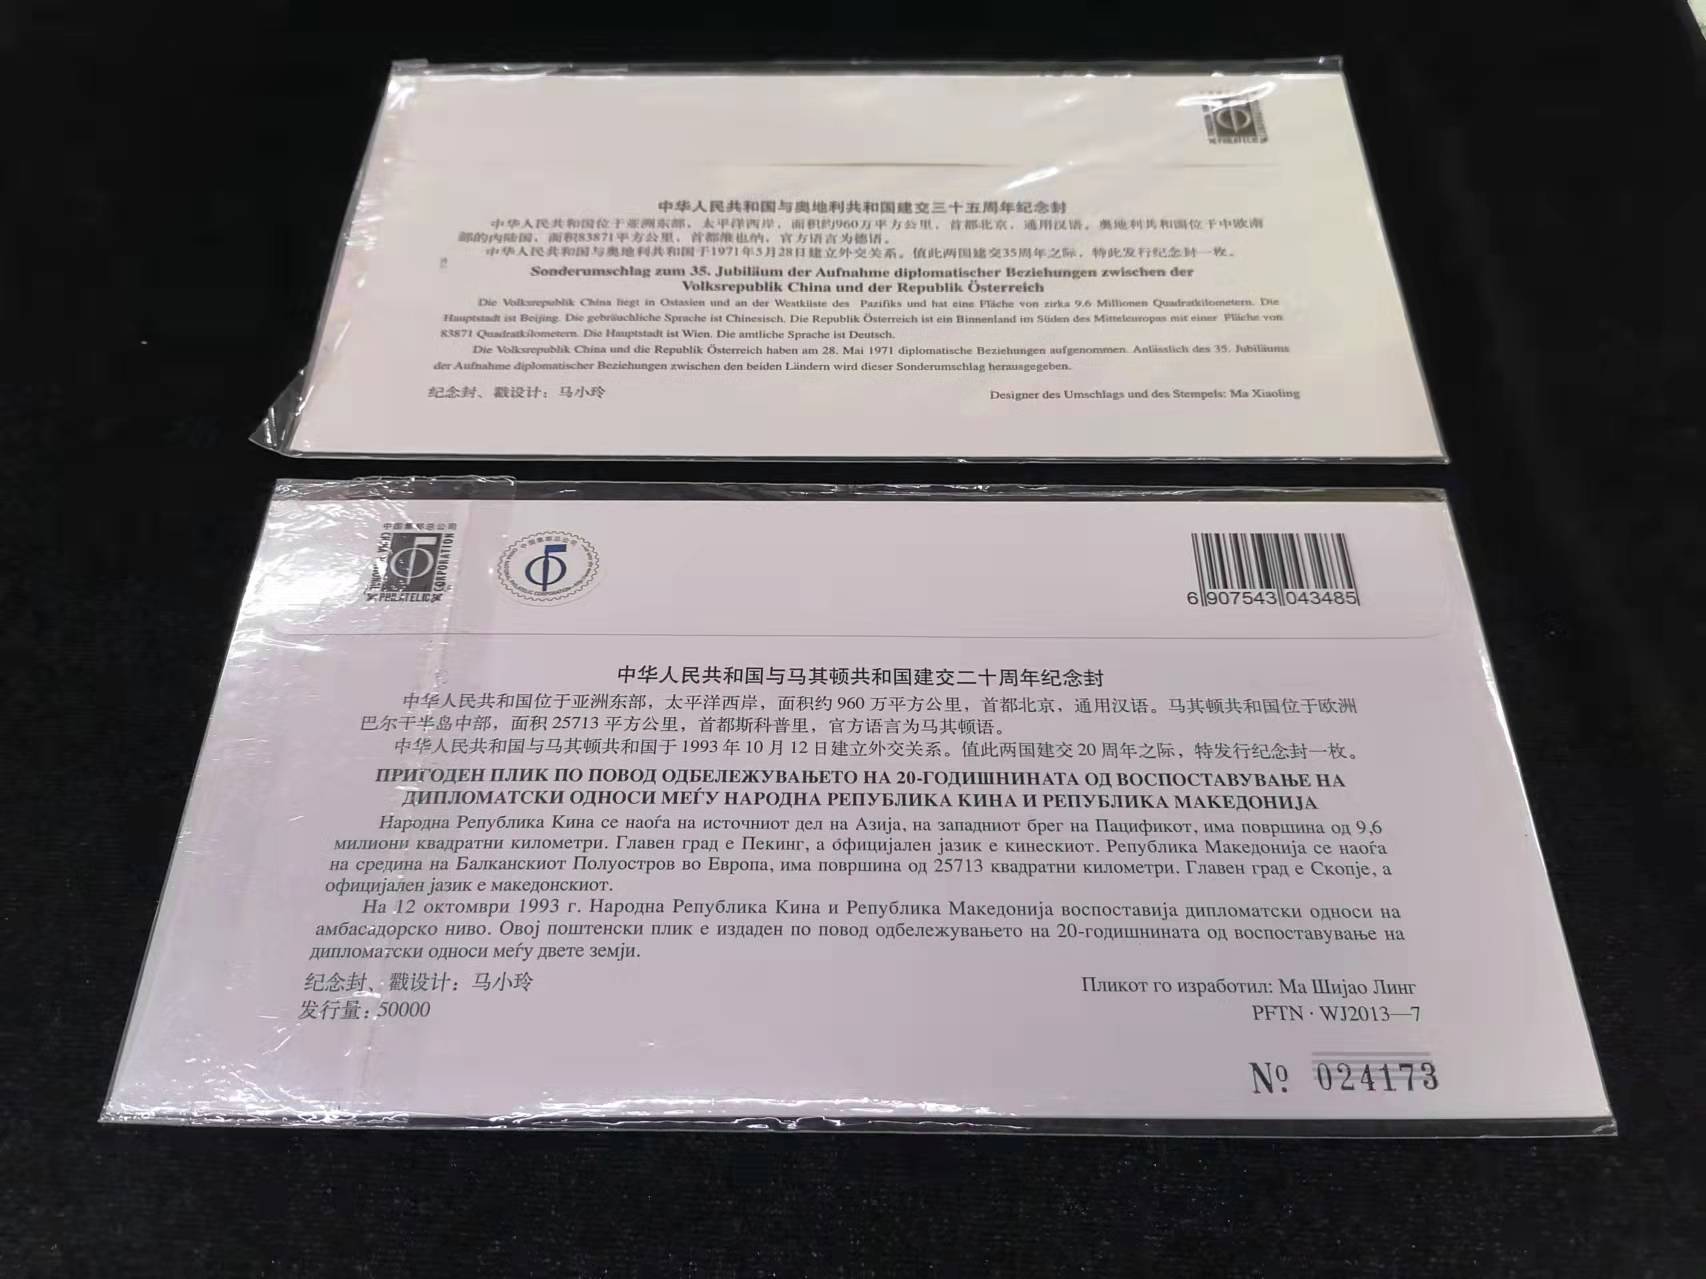 PHILATELIC
中华人民共和国与奥地利共和国建交三十五周年纪念封
中华人民共和国位于亚洲东部，太平洋西岸，面积约960万平方公里，首都北京，通用汉语。奥地利共和国位于中欧南
部的内陆国，面积83871平方公里，首都维也纳，官方语言为德语。
中华人民共和国与奥地利共和国于1971年5月28日建立外交关系。值此两国建交35周年之际，特此发行纪念封一枚。
Sonderumschlag zum 35. Jubiläum der Aufnahme diplomatischer Beziehungen zwischen der
Volksrepublik China und der Republik Österreich
Die Volksrepublik China liegt in Ostasien und an der Westküste des Pazifiks und hat eine Fläche von zirka 9.6 Millionen Quadratkilometern. Die
Hauptstadt ist Beijing. Die gebräuchliche Sprache ist Chinesisch. Die Republik Österreich ist ein Binnenland im Süden des Mitteleuropas mit einer Fläche von
83871 Quadratkilometern. Die Hauptstadt ist Wien. Die amtliche Sprache ist Deutsch.
Die Volksrepublik China und die Republik Österreich haben am 28. Mai 1971 diplomatische Beziehungen aufgenommen. Anlässlich des 35. Jubiläums
der Aufnahme diplomatischer Beziehungen zwischen den beiden Ländern wird dieser Sonderumschlag herausgegeben.
纪念封、戳设计：马小玲
Designer des Umschlags und des Stempels: Ma Xiaoling
中国集邮总公司
CHINA
PHILATELIC
CORPORATION
中国集邮总公司
6 907543 043485
中华人民共和国与马其顿共和国建交二十周年纪念封
中华人民共和国位于亚洲东部，太平洋西岸，面积约 960 万平方公里，首都北京，通用汉语。马其顿共和国位于欧洲
巴尔干半岛中部，面积 25713 平方公里，首都斯科普里，官方语言为马其顿语。
中华人民共和国与马其顿共和国于 1993 年 10 月 12 日建立外交关系。值此两国建交 20 周年之际，特发行纪念封一枚。
ПРИГОДЕН ПЛИК ПО ПОВОД ОДБЕЛЕЖУВАЊЕТО НА 20-ГОДИШНИНАТА ОД ВОСПОСТАВУВАЊЕ НА
ДИПЛОМАТСКИ ОДНОСИ МЕЃУ НАРОДНА РЕПУБЛИКА КИНА И РЕПУБЛИКА МАКЕДОНИЈА
Народна Република Кина се наоѓа на источниот дел на Азија, на западниот брег на Пацификот, има површина од 9,6
милиони квадратни километри. Главен град е Пекинг, а официјален јазик е кинескиот. Република Македонија се наоѓа
на средина на Балканскиот Полуостров во Европа, има површина од 25713 квадратни километри. Главен град е Скопје, а
официјален јазик е македонскиот.
На 12 октомври 1993 г. Народна Република Кина и Република Македонија воспоставија дипломатски односи на
амбасадорско ниво. Овој поштенски плик е издаден по повод одбележувањето на 20-годишнината од воспоставување на
дипломатски односи меѓу двете земји.
纪念封、戳设计：马小玲
Пликот го изработил: Ма Шијао Линг
发行量：50000
PFTN · WJ2013—7
№ 024173